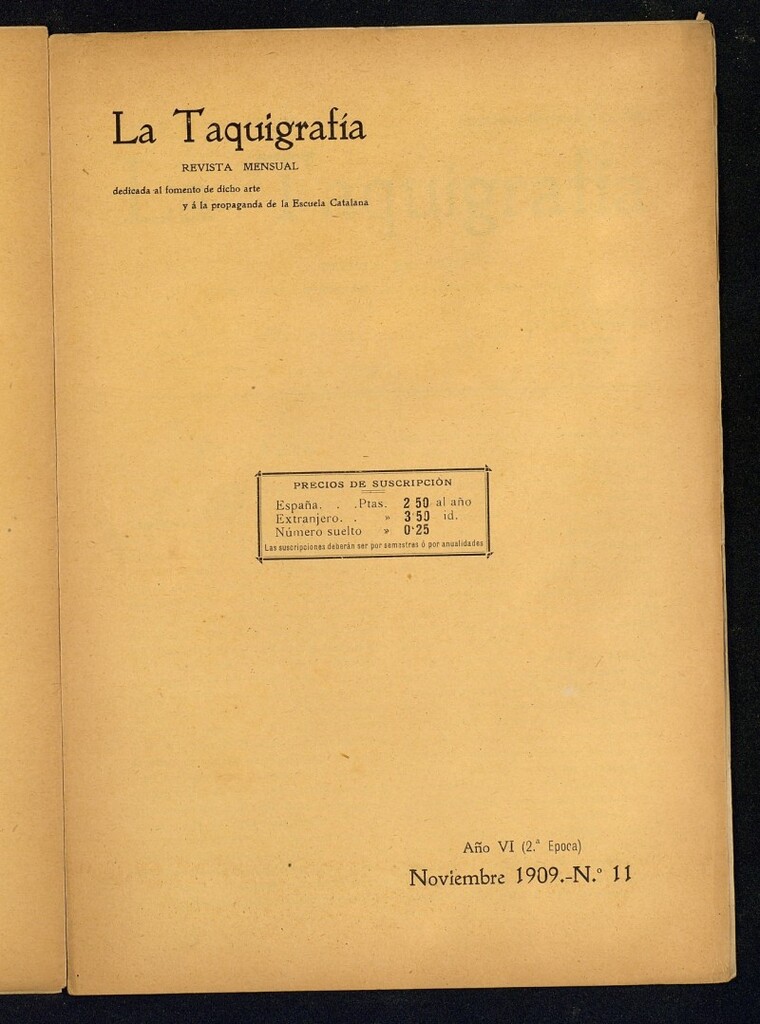 La Taquigrafía
REVISTA MENSUAL
dedicada al fomento de dicho arte
y á la propaganda de la Escuela Catalana
PRECIOS DE SUSCRIPCIÓN
España. . .Ptas. 2 50 al año
Extranjero. . » 3'50 id.
Número suelto » 0'25
Las suscripciones deberán ser por semestres ó por anualidades
Año VI (2.ª Epoca)
Noviembre 1909.-N.º 11